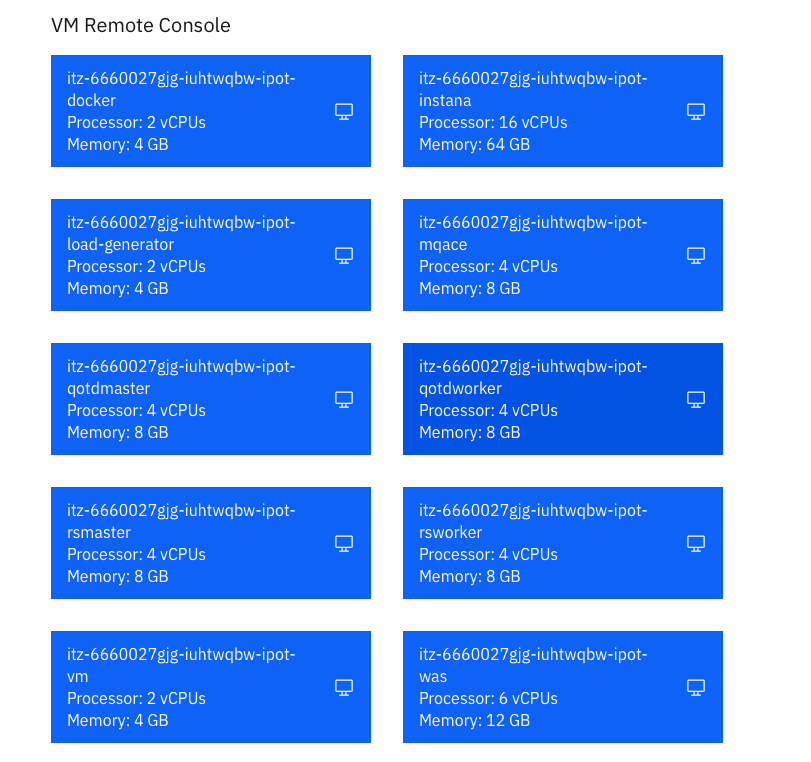 VM Remote Console
itz-6660027gjg-iuhtwqbw-ipot-
docker
Processor: 2 vCPUs
Memory: 4 GB
itz-6660027gjg-iuhtwqbw-ipot-
instana
Processor: 16 vCPUs
Memory: 64 GB
itz-6660027gjg-iuhtwqbw-ipot-
load-generator
Processor: 2 vCPUs
Memory: 4 GB
itz-6660027gjg-iuhtwqbw-ipot-
mqace
Processor: 4 vCPUs
Memory: 8 GB
itz-6660027gjg-iuhtwqbw-ipot-
qotdmaster
Processor: 4 vCPUs
Memory: 8 GB
itz-6660027gjg-iuhtwqbw-ipot-
qotdworker
Processor: 4 vCPUs
Memory: 8 GB
itz-6660027gjg-iuhtwqbw-ipot-
rsmaster
Processor: 4 vCPUs
Memory: 8 GB
itz-6660027gjg-iuhtwqbw-ipot-
rsworker
Processor: 4 vCPUs
Memory: 8 GB
itz-6660027gjg-iuhtwqbw-ipot-
vm
Processor: 2 vCPUs
Memory: 4 GB
itz-6660027gjg-iuhtwqbw-ipot-
was
Processor: 6 vCPUs
Memory: 12 GB